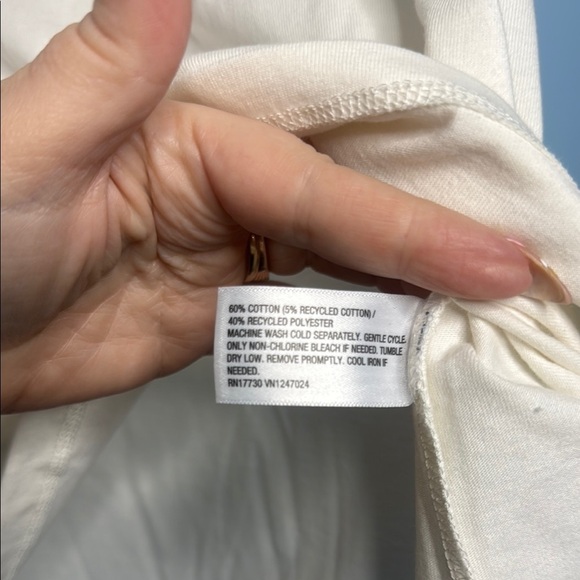 60% COTTON (5% RECYCLED COTTON) /
40% RECYCLED POLYESTER
MACHINE WASH COLD SEPARATELY. GENTLE CYCLE.
ONLY NON-CHLORINE BLEACH IF NEEDED. TUMBLE
DRY LOW. REMOVE PROMPTLY. COOL IRON IF
NEEDED.
RN17730 VN1247024